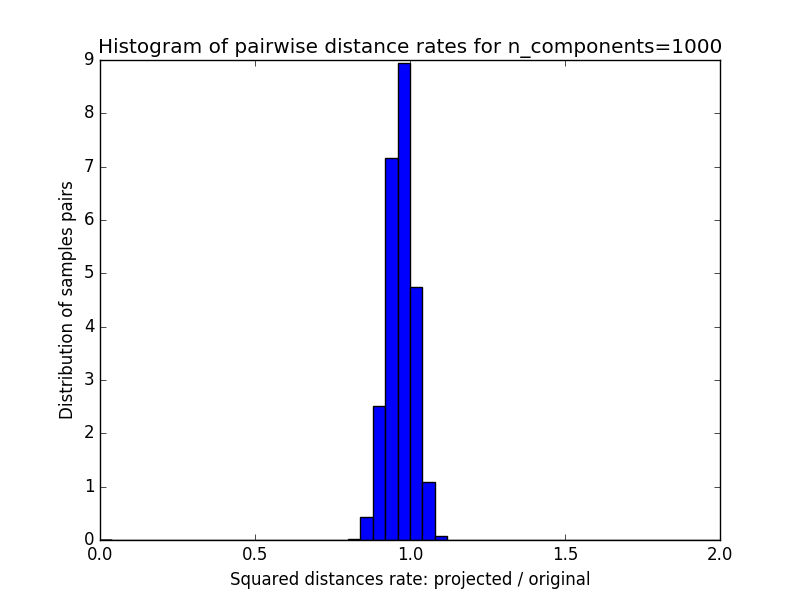 Histogram of pairwise distance rates for n_components=1000
9
8
7
6
5
4
3
2
1
0
Distribution of samples pairs
0.0 0.5 1.0 1.5 2.0
Squared distances rate: projected / original